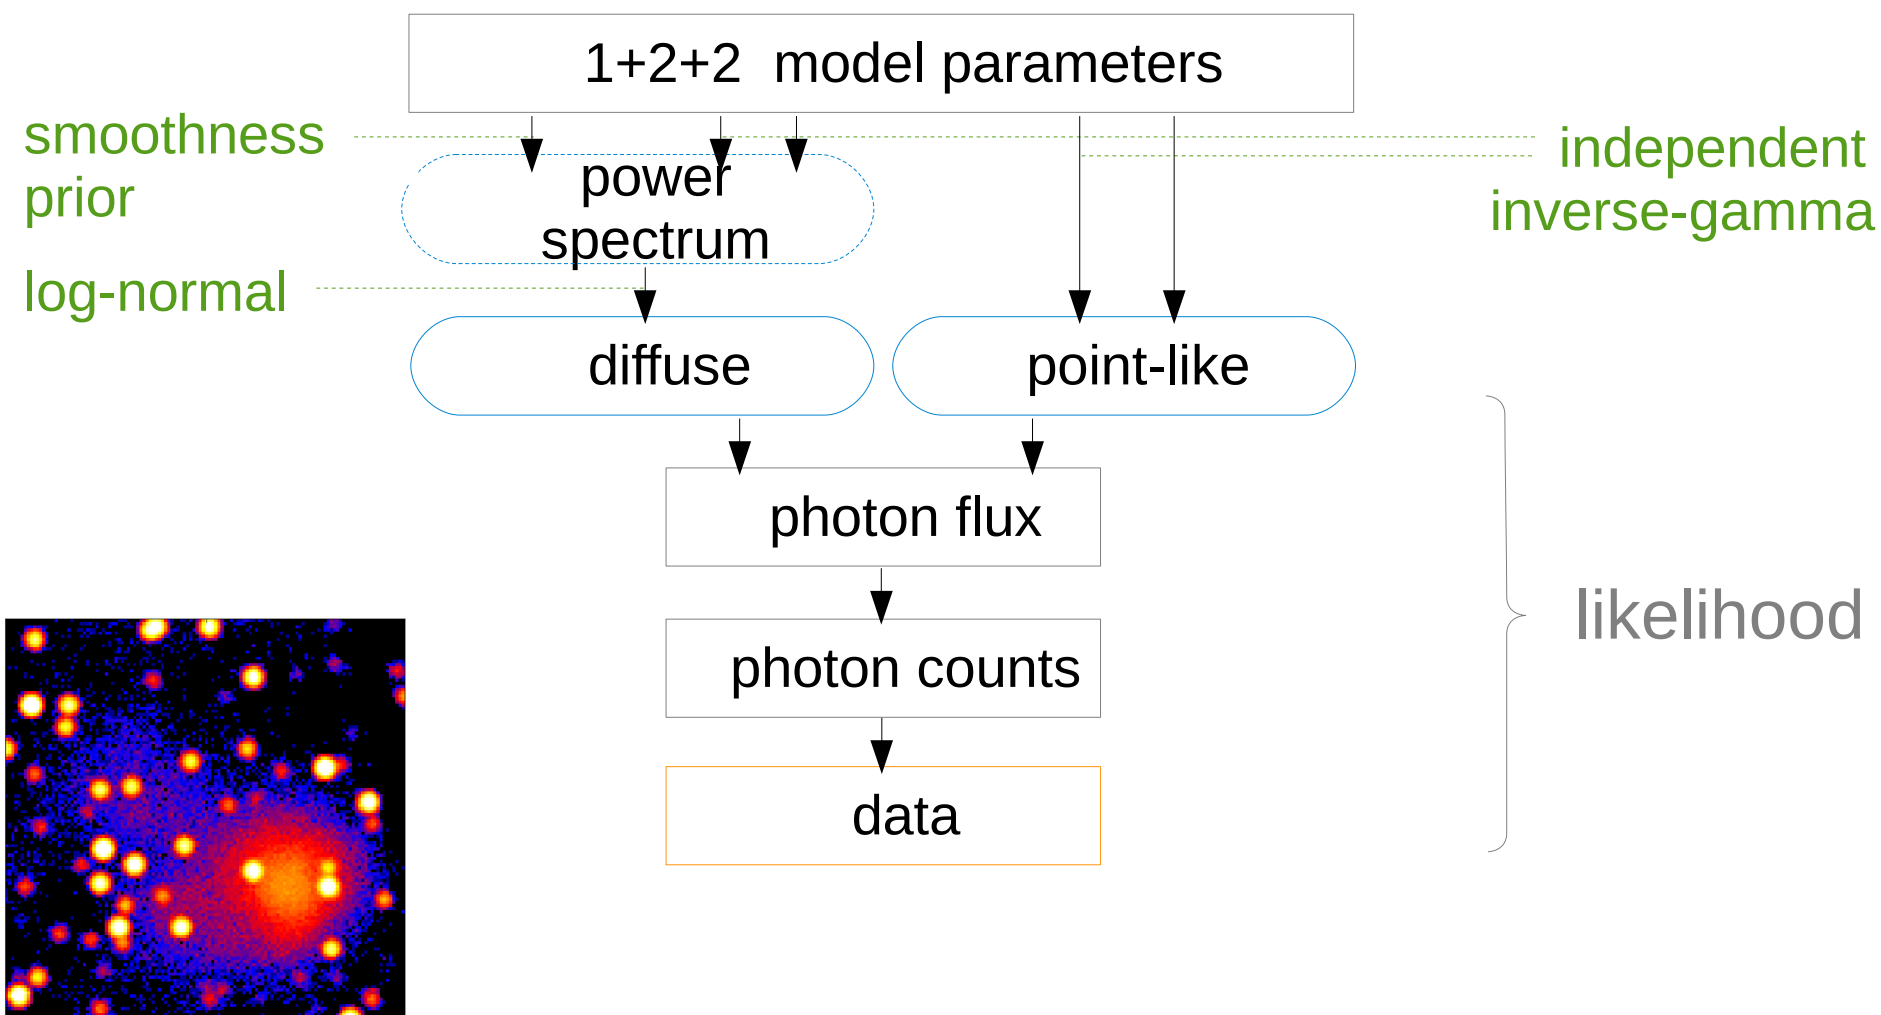 1+2+2 model parameters
smoothness
prior
independent
inverse-gamma
power
spectrum
log-normal
diffuse
point-like
photon flux
likelihood
photon counts
data